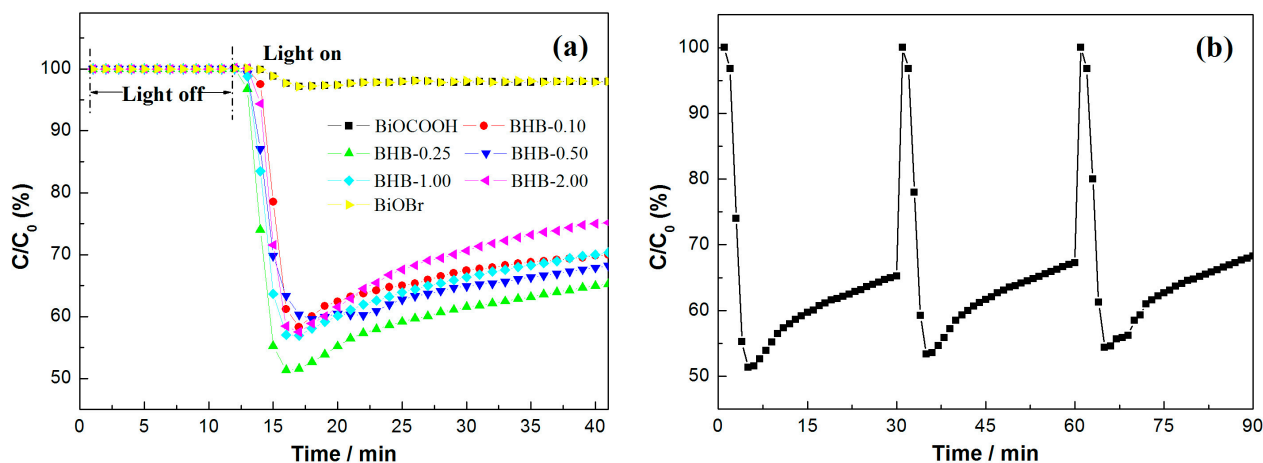 (a)
Light on
Light off
BiOCOOH BHB-0.10
BHB-0.25 BHB-0.50
BHB-1.00 BHB-2.00
BiOBr
C/C₀ (%)
100
90
80
70
60
50
0 5 10 15 20 25 30 35 40
Time / min
(b)
C/C₀ (%)
100
90
80
70
60
50
0 15 30 45 60 75 90
Time / min